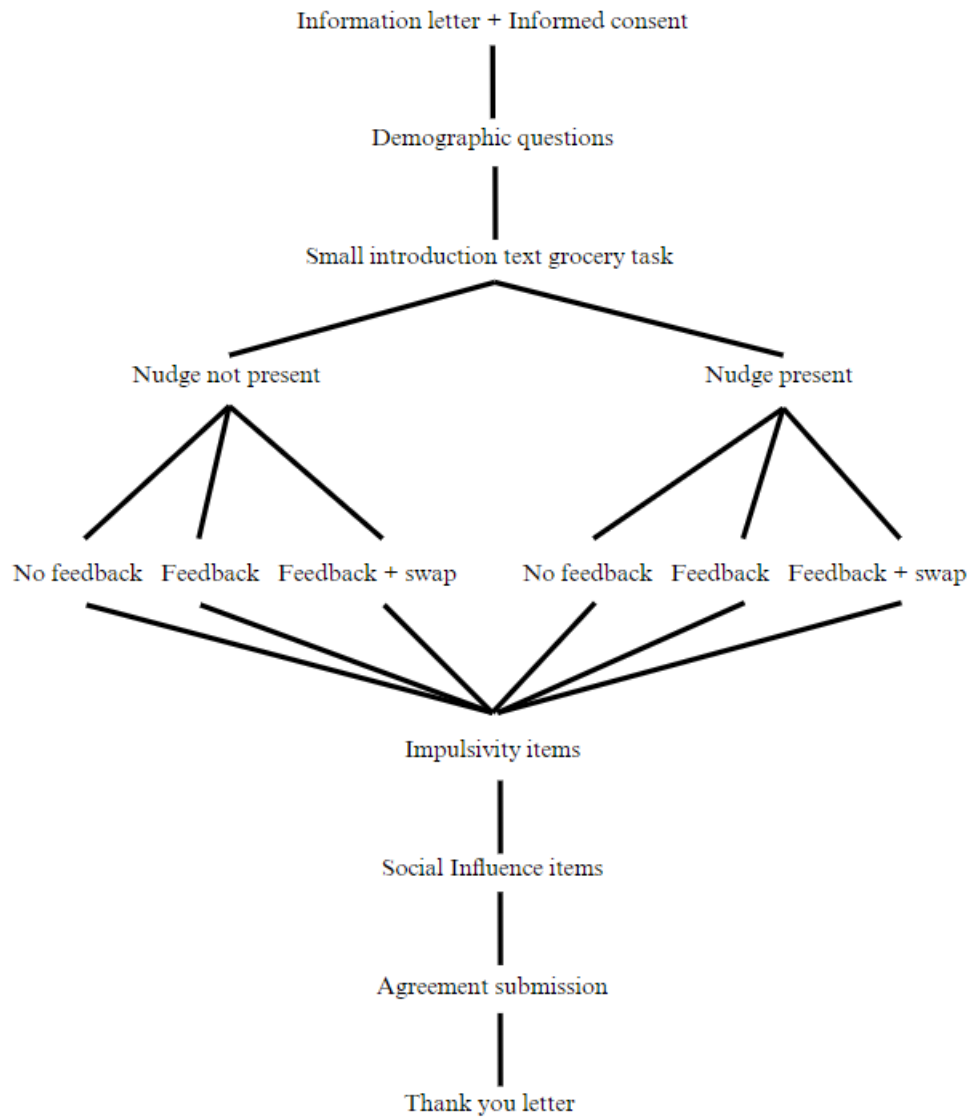 Information letter + Informed consent
Demographic questions
Small introduction text grocery task
Nudge not present
Nudge present
No feedback
Feedback
Feedback + swap
No feedback
Feedback
Feedback + swap
Impulsivity items
Social Influence items
Agreement submission
Thank you letter